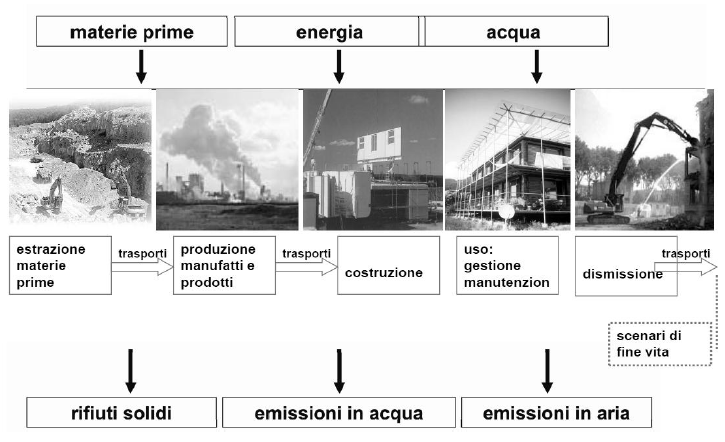 materie prime
energia
acqua
estrazione
materie
prime
trasporti
produzione
manufatti e
prodotti
trasporti
costruzione
uso:
gestione
manutenzion
dismissione
trasporti
scenari di
fine vita
rifiuti solidi
emissioni in acqua
emissioni in aria